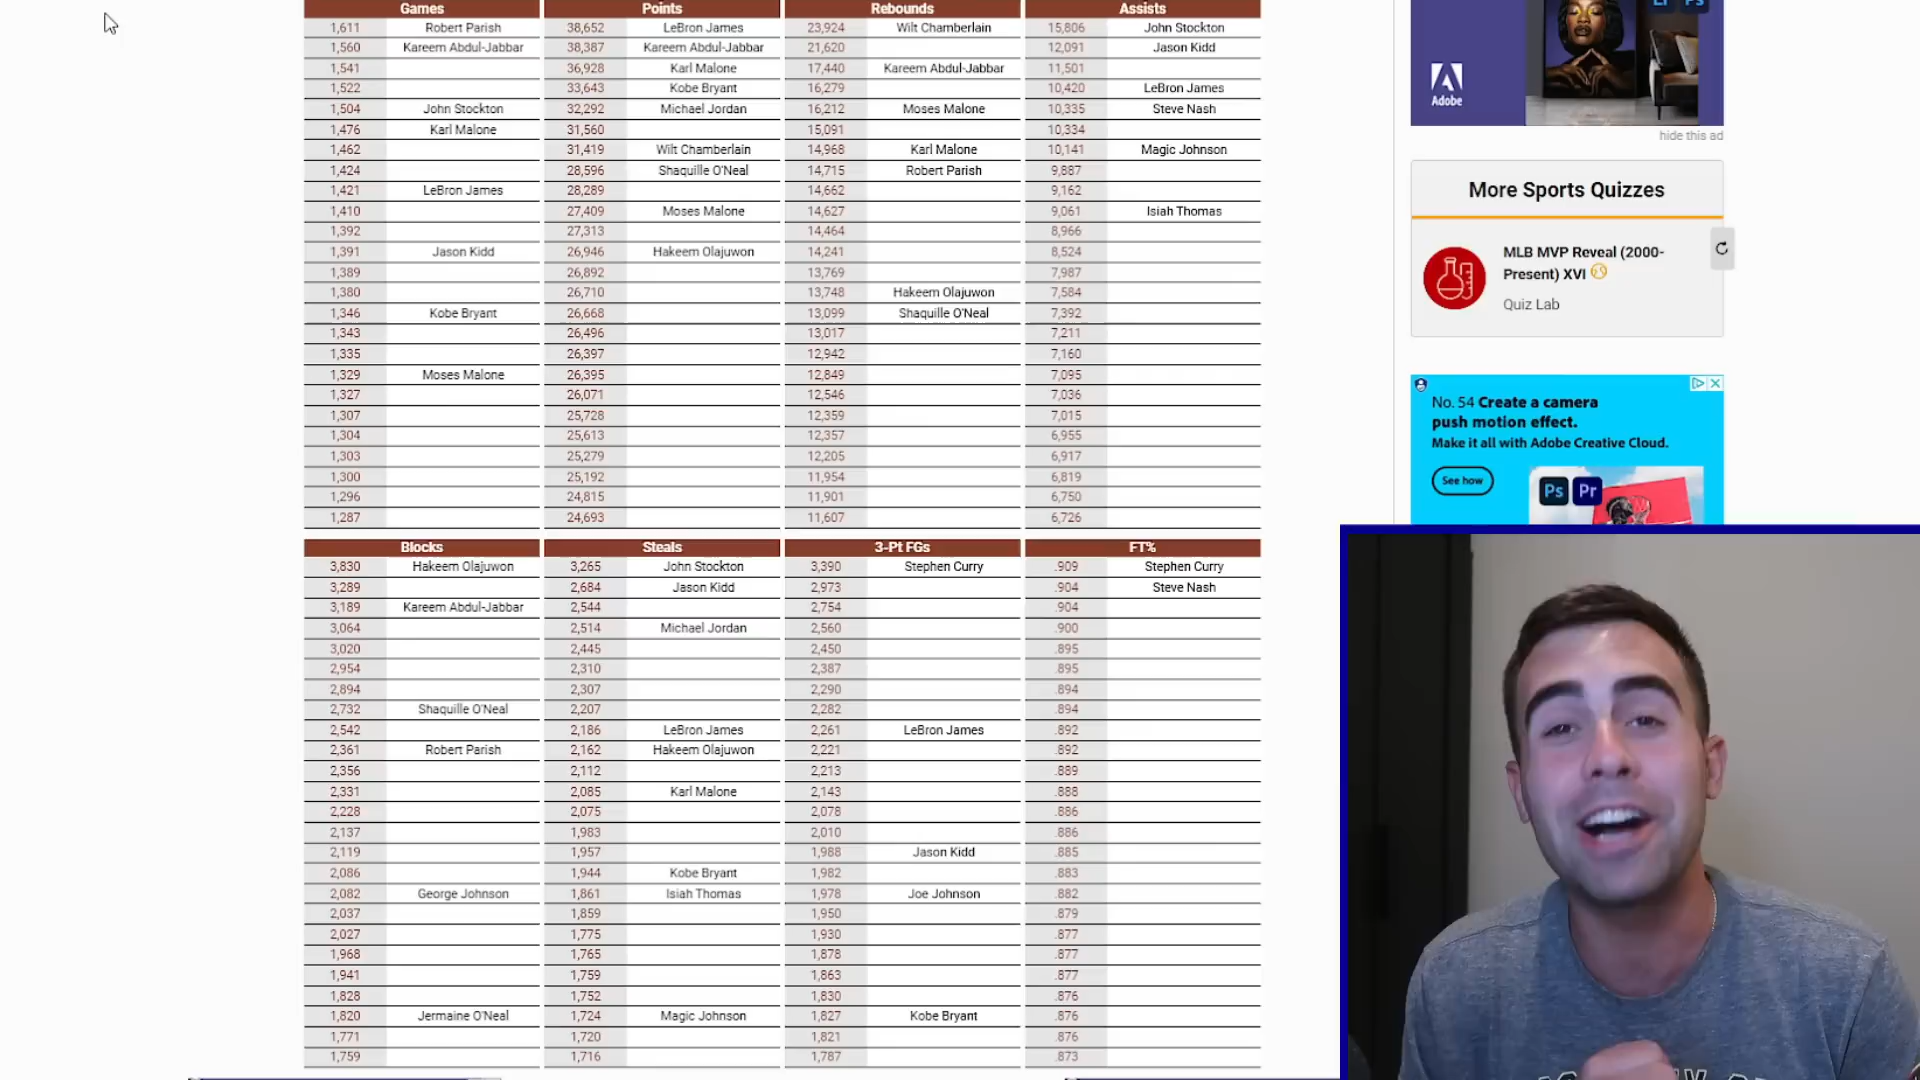 Games Points Rebounds Assists
1,611 Robert Parish 38,652 LeBron James 23,924 Wilt Chamberlain 15,806 John Stockton
1,560 Kareem Abdul-Jabbar 38,387 Kareem Abdul-Jabbar 21,620 12,091 Jason Kidd
1,541 36,928 Karl Malone 17,440 Kareem Abdul-Jabbar 11,501
1,522 33,643 Kobe Bryant 16,279 10,420 LeBron James
1,504 John Stockton 32,292 Michael Jordan 16,212 Moses Malone 10,335 Steve Nash
1,476 Karl Malone 31,560 15,091 10,334
1,462 31,419 Wilt Chamberlain 14,968 Karl Malone 10,141 Magic Johnson
1,424 28,596 Shaquille O'Neal 14,715 Robert Parish 9,887
1,421 LeBron James 28,289 14,662 9,162
1,410 27,409 Moses Malone 14,627 9,061 Isiah Thomas
1,392 27,313 14,464 8,966
1,391 Jason Kidd 26,946 Hakeem Olajuwon 14,241 8,524
1,389 26,892 13,769 7,987
1,380 26,710 13,748 Hakeem Olajuwon 7,584
1,346 Kobe Bryant 26,668 13,099 Shaquille O'Neal 7,392
1,343 26,496 13,017 7,211
1,335 26,397 12,942 7,160
1,329 Moses Malone 26,395 12,849 7,095
1,327 26,071 12,546 7,036
1,307 25,728 12,359 7,015
1,304 25,613 12,357 6,955
1,303 25,279 12,205 6,917
1,300 25,192 11,954 6,819
1,296 24,815 11,901 6,750
1,287 24,693 11,607 6,726
Blocks Steals 3-Pt FGs FT%
3,830 Hakeem Olajuwon 3,265 John Stockton 3,390 Stephen Curry .909 Stephen Curry
3,289 2,684 Jason Kidd 2,973 .904 Steve Nash
3,189 Kareem Abdul-Jabbar 2,544 2,754 .904
3,064 2,514 Michael Jordan 2,560 .900
3,020 2,445 2,450 .895
2,954 2,310 2,387 .895
2,894 2,307 2,290 .894
2,732 Shaquille O'Neal 2,207 2,282 .894
2,542 2,186 LeBron James 2,261 LeBron James .892
2,361 Robert Parish 2,162 Hakeem Olajuwon 2,221 .892
2,356 2,112 2,213 .889
2,331 2,085 Karl Malone 2,143 .888
2,228 2,075 2,078 .886
2,137 1,983 2,010 .886
2,119 1,957 1,988 Jason Kidd .885
2,086 1,944 Kobe Bryant 1,982 .883
2,082 George Johnson 1,861 Isiah Thomas 1,978 Joe Johnson .882
2,037 1,859 1,950 .879
2,027 1,775 1,930 .877
1,968 1,765 1,878 .877
1,941 1,759 1,863 .877
1,828 1,752 1,830 .876
1,820 Jermaine O'Neal 1,724 Magic Johnson 1,827 Kobe Bryant .876
1,771 1,720 1,821 .876
1,759 1,716 1,787 .873
Adobe
hide this ad
More Sports Quizzes
MLB MVP Reveal (2000-
Present) XVI
Quiz Lab
No. 54 Create a camera
push motion effect.
Make it all with Adobe Creative Cloud.
See how
Ps Pr